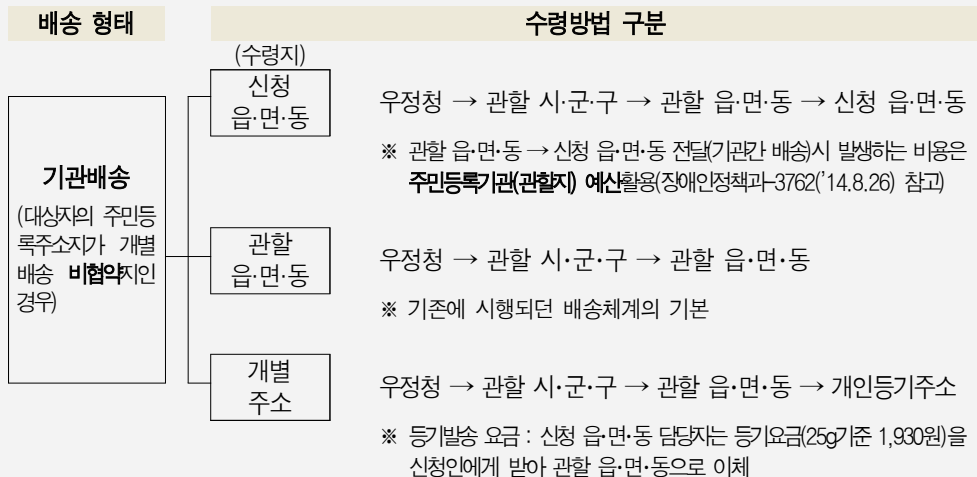 배송 형태
수령방법 구분
(수령지)
신청
읍·면·동
우정청 → 관할 시·군·구 → 관할 읍·면·동 → 신청 읍·면·동
※ 관할 읍·면·동 → 신청 읍·면·동 전달(기관간 배송)시 발생하는 비용은
주민등록기관(관할지) 예산활용(장애인정책과-3762('14.8.26) 참고)
기관배송
(대상자의 주민등
록주소지가 개별
배송 비협약지인
경우)
관할
읍·면·동
우정청 → 관할 시·군·구 → 관할 읍·면·동
※ 기존에 시행되던 배송체계의 기본
개별
주소
우정청 → 관할 시·군·구 → 관할 읍·면·동 → 개인등기주소
※ 등기발송 요금 : 신청 읍·면·동 담당자는 등기요금(25g기준 1,930원)을
신청인에게 받아 관할 읍·면·동으로 이체